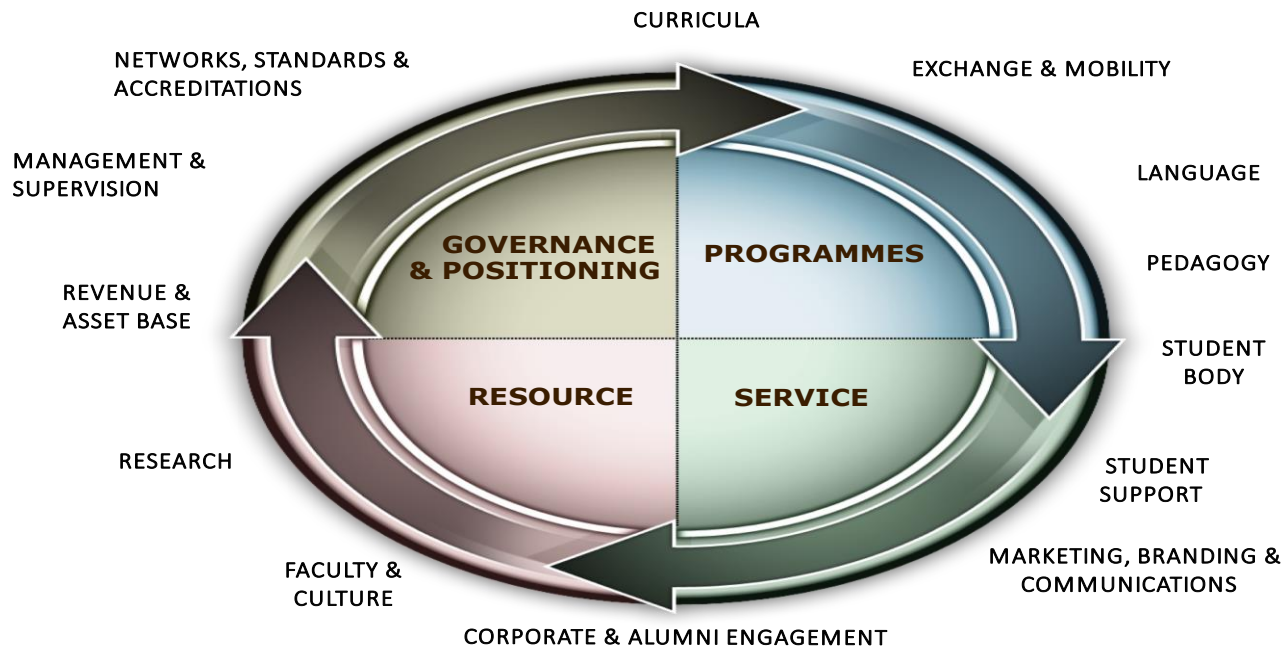 CURRICULA
NETWORKS, STANDARDS &
ACCREDITATIONS
EXCHANGE & MOBILITY
MANAGEMENT &
SUPERVISION
LANGUAGE
GOVERNANCE
& POSITIONING
PROGRAMMES
PEDAGOGY
REVENUE &
ASSET BASE
STUDENT
BODY
RESOURCE
SERVICE
RESEARCH
STUDENT
SUPPORT
FACULTY &
CULTURE
MARKETING, BRANDING &
COMMUNICATIONS
CORPORATE & ALUMNI ENGAGEMENT